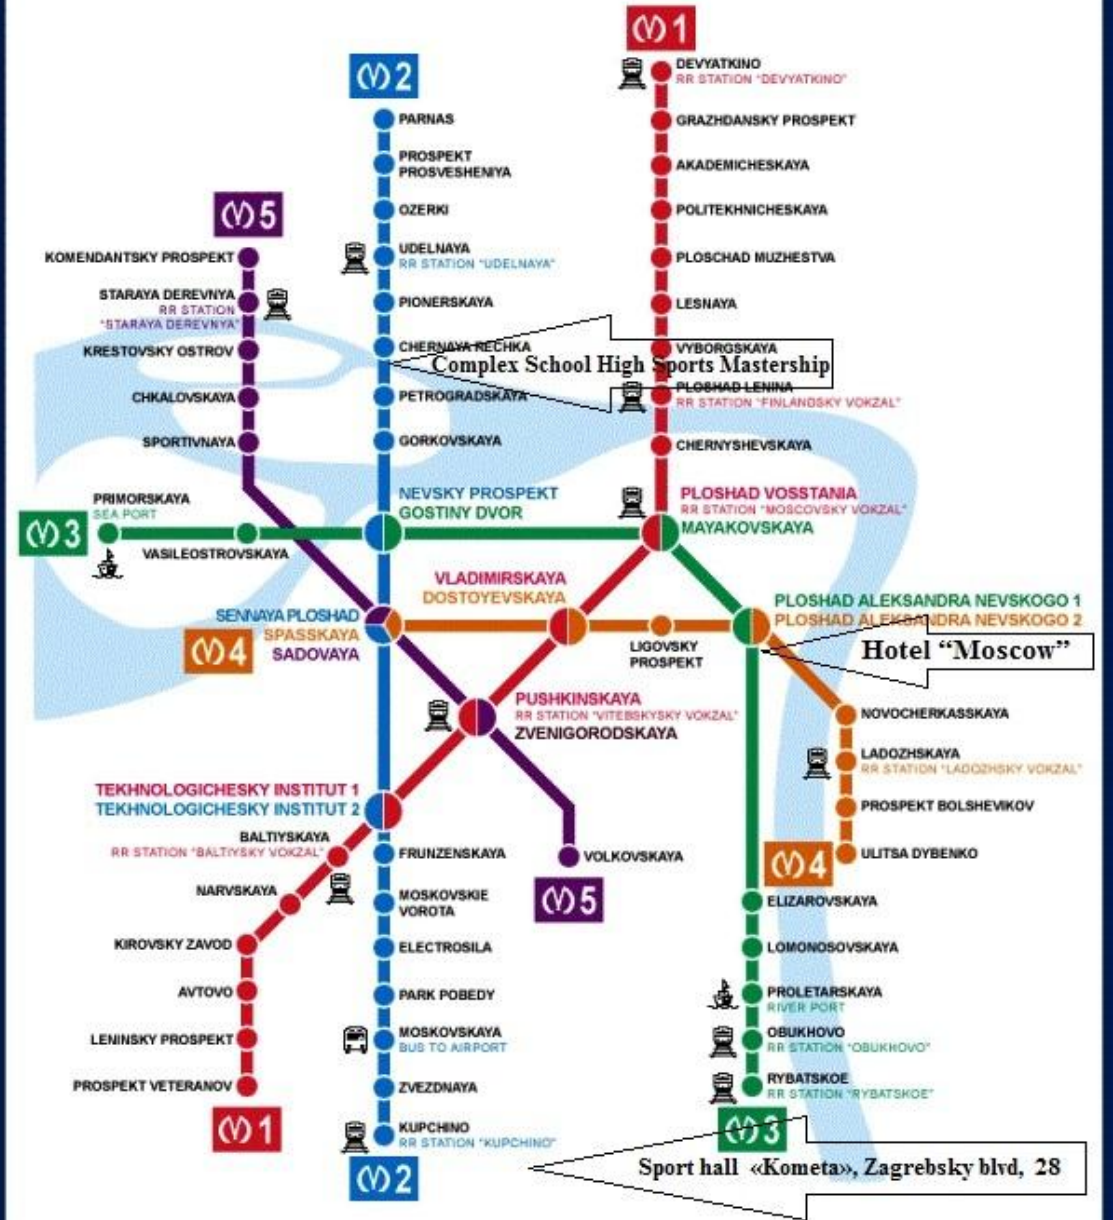 1
DEVYATKINO
RR STATION "DEVYATKINO"
GRAZHDANSKY PROSPEKT
AKADEMICHESKAYA
POLITEKHNICHESKAYA
PLOSCHAD MUZHESTVA
LESNAYA
VYBORGSKAYA
PLOSHAD LENINA
RR STATION "FINLANDSKY VOKZAL"
CHERNYSHEVSKAYA
PLOSHAD VOSSTANIA
RR STATION "MOSCOVSKY VOKZAL"
MAYAKOVSKAYA
2
PARNAS
PROSPEKT
PROSVESHENIYA
OZERKI
UDELNAYA
RR STATION "UDELNAYA"
PIONERSKAYA
CHERNAYA RECHKA
Complex School High Sports Mastership
PETROGRADSKAYA
GORKOVSKAYA
NEVSKY PROSPEKT
GOSTINY DVOR
5
KOMENDANTSKY PROSPEKT
STARAYA DEREVNYA
RR STATION
"STARAYA DEREVNYA"
KRESTOVSKY OSTROV
CHKALOVSKAYA
SPORTIVNAYA
PRIMORSKAYA
SEA PORT
3
VASILEOSTROVSKAYA
VLADIMIRSKAYA
DOSTOYEVSKAYA
PLOSHAD ALEKSANDRA NEVSKOGO 1
PLOSHAD ALEKSANDRA NEVSKOGO 2
SENNAYA PLOSHAD
SPASSKAYA
SADOVAYA
4
LIGOVSKY
PROSPEKT
Hotel “Moscow”
PUSHKINSKAYA
RR STATION "VITEBSKYSKY VOKZAL"
ZVENIGORODSKAYA
NOVOCHERKASSKAYA
LADOZHSKAYA
RR STATION "LADOZHSKY VOKZAL"
PROSPEKT BOLSHEVIKOV
ULITSA DYBENKO
4
TEKHNOLOGICHESKY INSTITUT 1
TEKHNOLOGICHESKY INSTITUT 2
BALTIYSKAYA
RR STATION "BALTIYSKY VOKZAL"
NARVSKAYA
KIROVSKY ZAVOD
AVTOVO
LENINSKY PROSPEKT
PROSPEKT VETERANOV
1
FRUNZENSKAYA
MOSKOVSKIE
VOROTA
ELECTROSILA
PARK POBEDY
MOSKOVSKAYA
BUS TO AIRPORT
ZVEZDNAYA
KUPCHINO
RR STATION "KUPCHINO"
2
VOLKOVSKAYA
5
ELIZAROVSKAYA
LOMONOSOVSKAYA
PROLETARSKAYA
RIVER PORT
OBUKHOVO
RR STATION "OBUKHOVO"
RYBATSKOE
RR STATION "RYBATSKOE"
3
Sport hall «Kometa», Zagrebsky blvd, 28